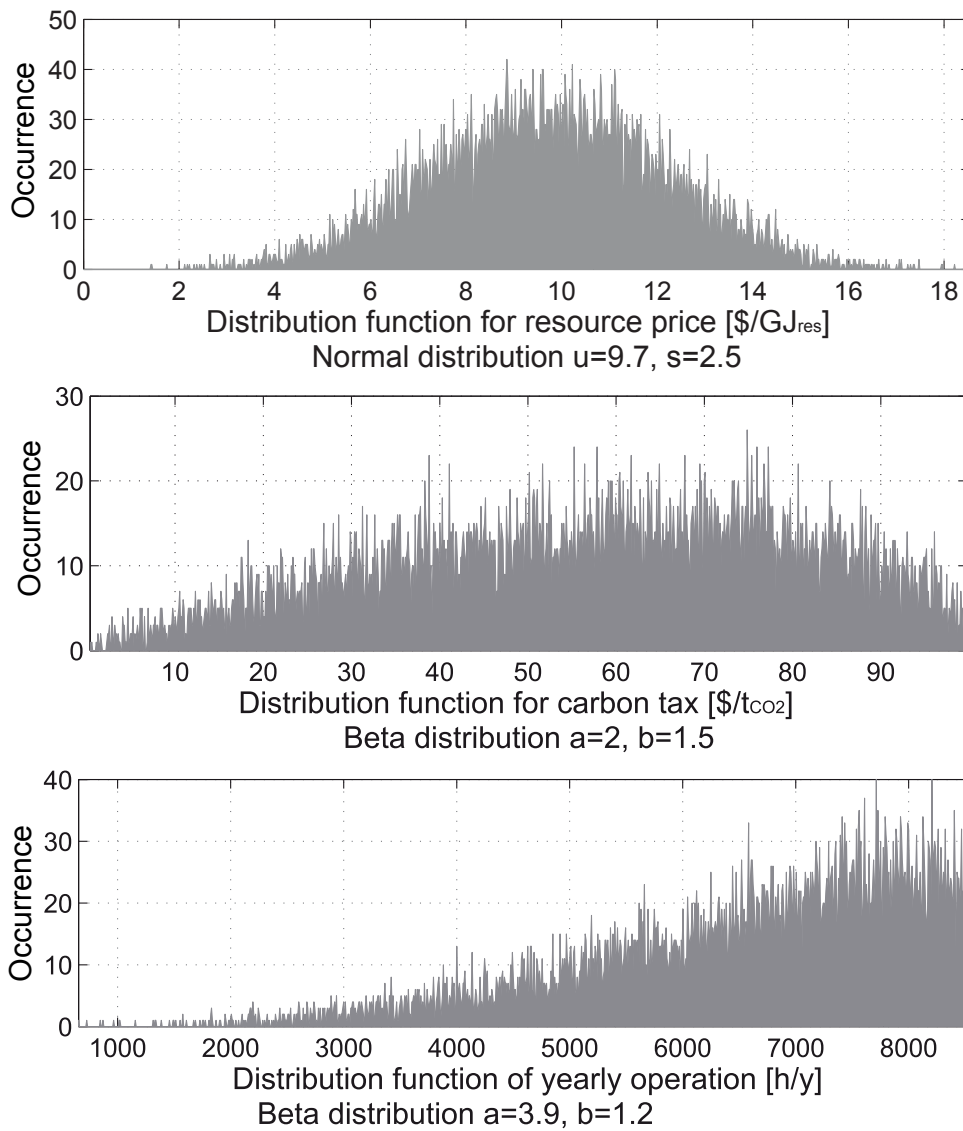 50
40
30
20
10
0
Occurrence
0 2 4 6 8 10 12 14 16 18
Distribution function for resource price [$/GJres]
Normal distribution u=9.7, s=2.5
30
20
10
0
Occurrence
10 20 30 40 50 60 70 80 90
Distribution function for carbon tax [$/tCO2]
Beta distribution a=2, b=1.5
40
30
20
10
0
Occurrence
1000 2000 3000 4000 5000 6000 7000 8000
Distribution function of yearly operation [h/y]
Beta distribution a=3.9, b=1.2